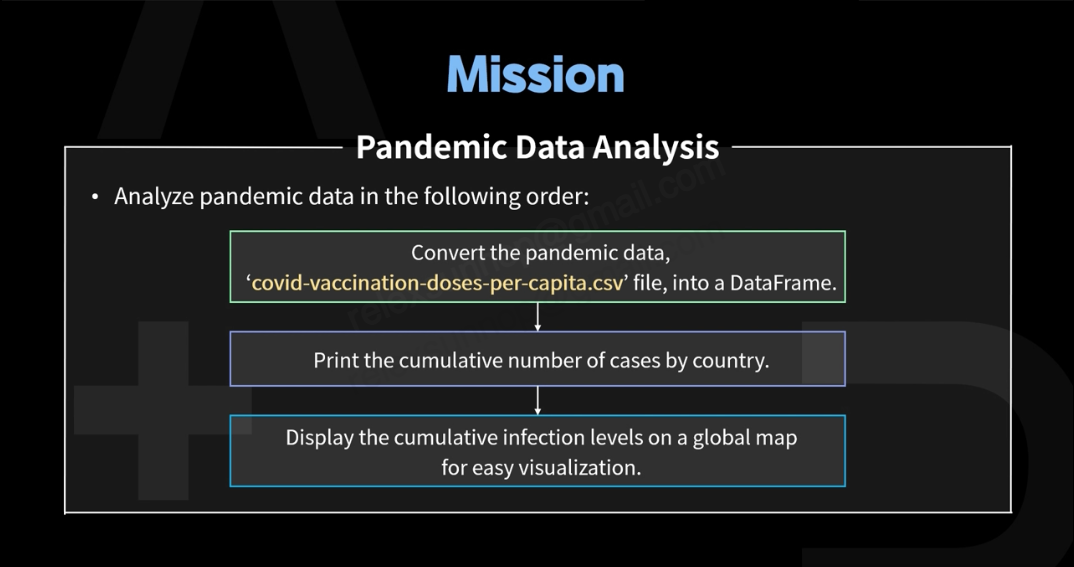 Mission
Pandemic Data Analysis
• Analyze pandemic data in the following order:
Convert the pandemic data,
‘covid-vaccination-doses-per-capita.csv’ file, into a DataFrame.
Print the cumulative number of cases by country.
Display the cumulative infection levels on a global map
for easy visualization.